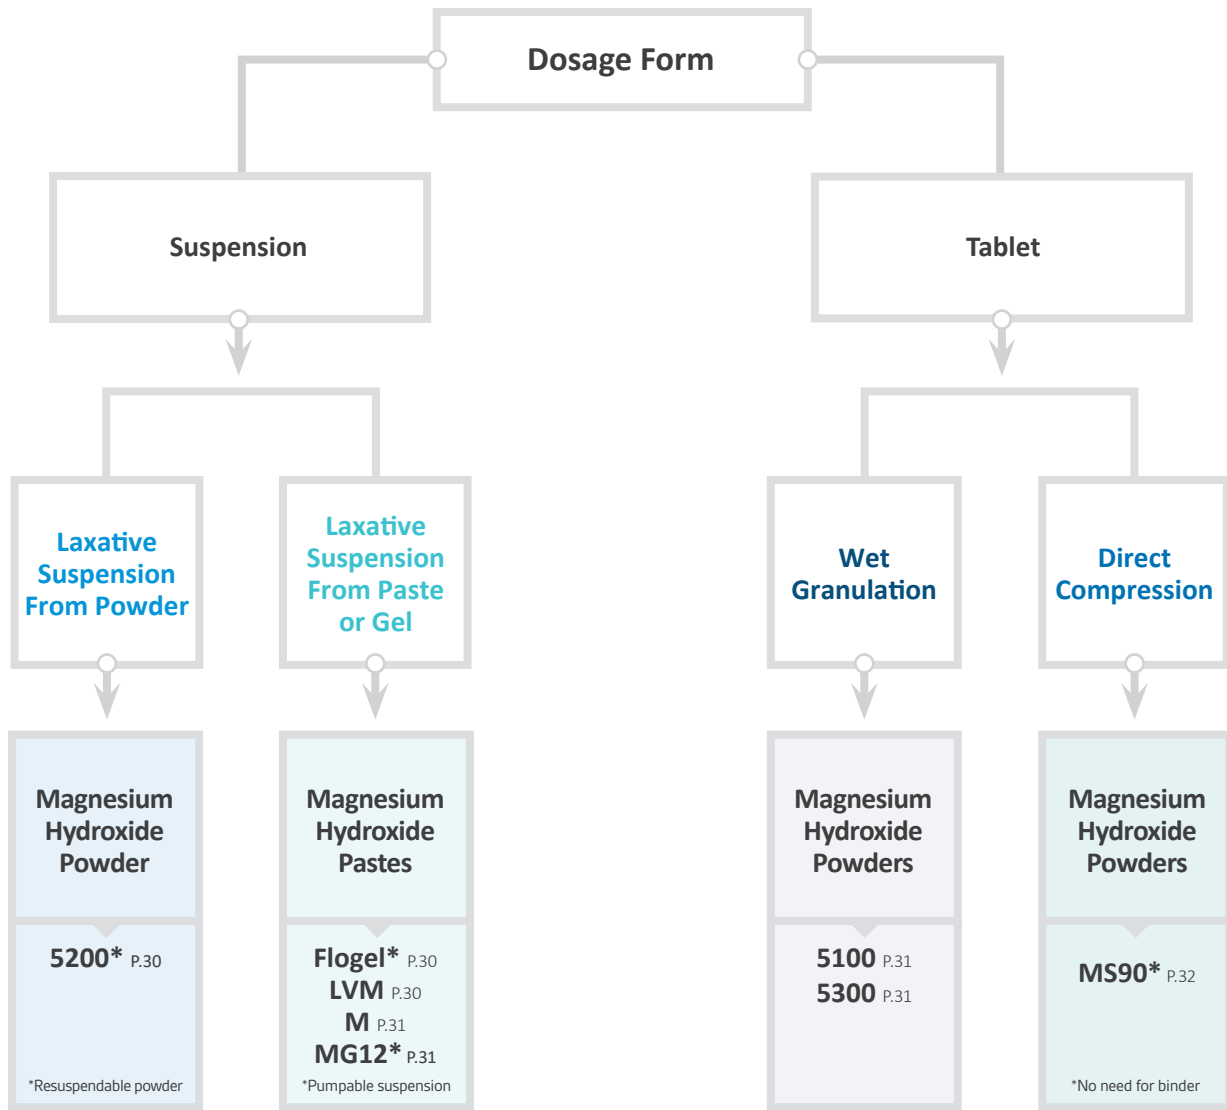 Dosage Form
Suspension
Tablet
Laxative
Suspension
From Powder
Laxative
Suspension
From Paste
or Gel
Wet
Granulation
Direct
Compression
Magnesium
Hydroxide
Powder
Magnesium
Hydroxide
Pastes
Magnesium
Hydroxide
Powders
Magnesium
Hydroxide
Powders
5200* P.30
*Resuspendable powder
Flogel* P.30
LVM P.30
M P.31
MG12* P.31
*Pumpable suspension
5100 P.31
5300 P.31
MS90* P.32
*No need for binder